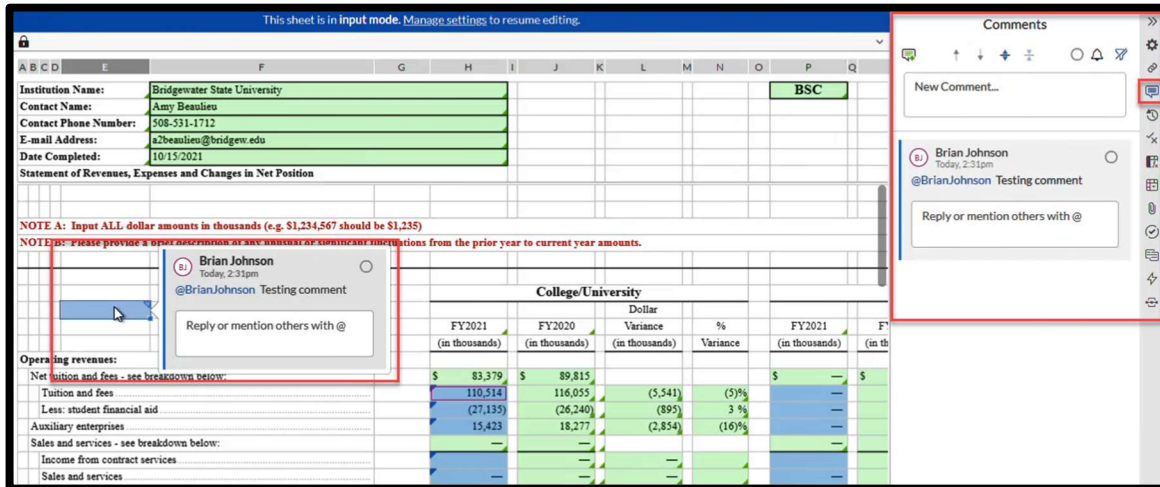 This sheet is in input mode. Manage settings to resume editing.
Comments
A B C D E F G H I J K L M N O P Q
Institution Name: Bridgewater State University BSC
Contact Name: Amy Beaulieu
Contact Phone Number: 508-531-1712
E-mail Address: a2beaulieu@bridgew.edu
Date Completed: 10/15/2021
Statement of Revenues, Expenses and Changes in Net Position
NOTE A: Input ALL dollar amounts in thousands (e.g. $1,234,567 should be $1,235)
NOTE B: Please provide a brief description of any unusual or significant fluctuations from the prior year to current year amounts.
BJ Brian Johnson
Today, 2:31pm
@BrianJohnson Testing comment
Reply or mention others with @
College/University
Dollar
FY2021 FY2020 Variance % FY2021 FY
(in thousands) (in thousands) (in thousands) Variance (in thousands) (in th
Operating revenues:
Net tuition and fees - see breakdown below: $ 83,379 $ 89,815 $ — $
Tuition and fees 110,514 116,055 (5,541) (5)% —
Less: student financial aid (27,135) (26,240) (895) 3 % —
Auxiliary enterprises 15,423 18,277 (2,854) (16)% —
Sales and services - see breakdown below: — — —
Income from contract services — — —
Sales and services — — — —
New Comment...
BJ Brian Johnson
Today, 2:31pm
@BrianJohnson Testing comment
Reply or mention others with @